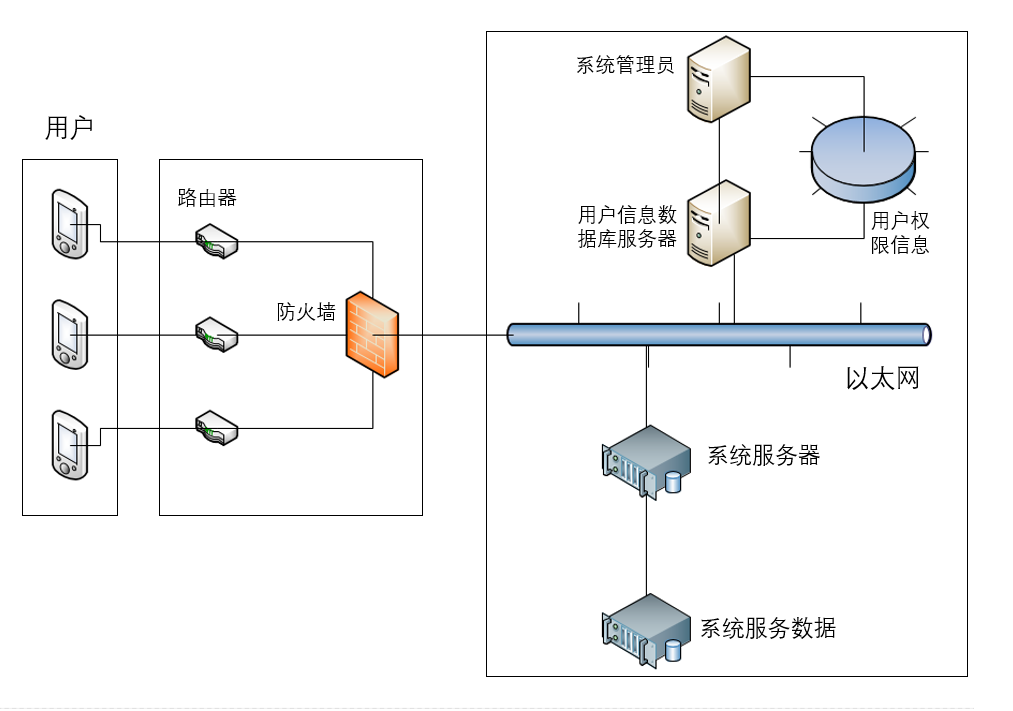 用户
路由器
防火墙
系统管理员
用户信息数
据库服务器
用户权
限信息
以太网
系统服务器
系统服务数据